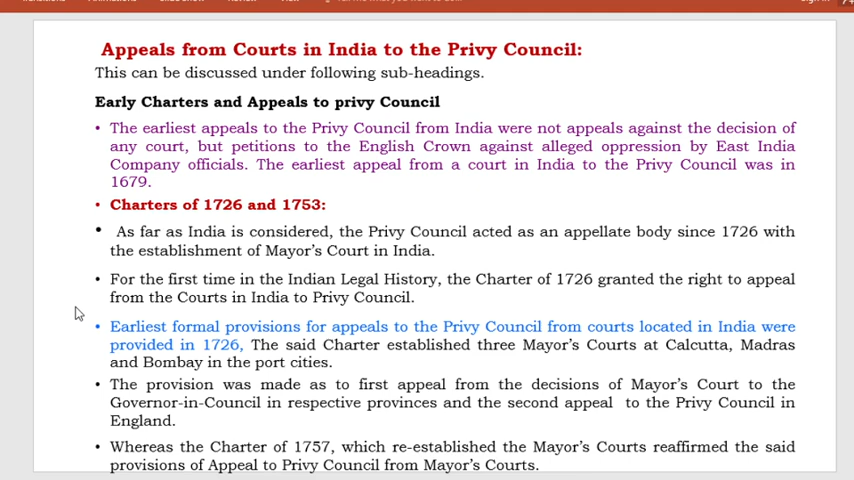 Appeals from Courts in India to the Privy Council:
This can be discussed under following sub-headings.
Early Charters and Appeals to privy Council
• The earliest appeals to the Privy Council from India were not appeals against the decision of
any court, but petitions to the English Crown against alleged oppression by East India
Company officials. The earliest appeal from a court in India to the Privy Council was in
1679.
• Charters of 1726 and 1753:
• As far as India is considered, the Privy Council acted as an appellate body since 1726 with
the establishment of Mayor's Court in India.
• For the first time in the Indian Legal History, the Charter of 1726 granted the right to appeal
from the Courts in India to Privy Council.
• Earliest formal provisions for appeals to the Privy Council from courts located in India were
provided in 1726, The said Charter established three Mayor's Courts at Calcutta, Madras
and Bombay in the port cities.
• The provision was made as to first appeal from the decisions of Mayor's Court to the
Governor-in-Council in respective provinces and the second appeal to the Privy Council in
England.
• Whereas the Charter of 1757, which re-established the Mayor's Courts reaffirmed the said
provisions of Appeal to Privy Council from Mayor's Courts.